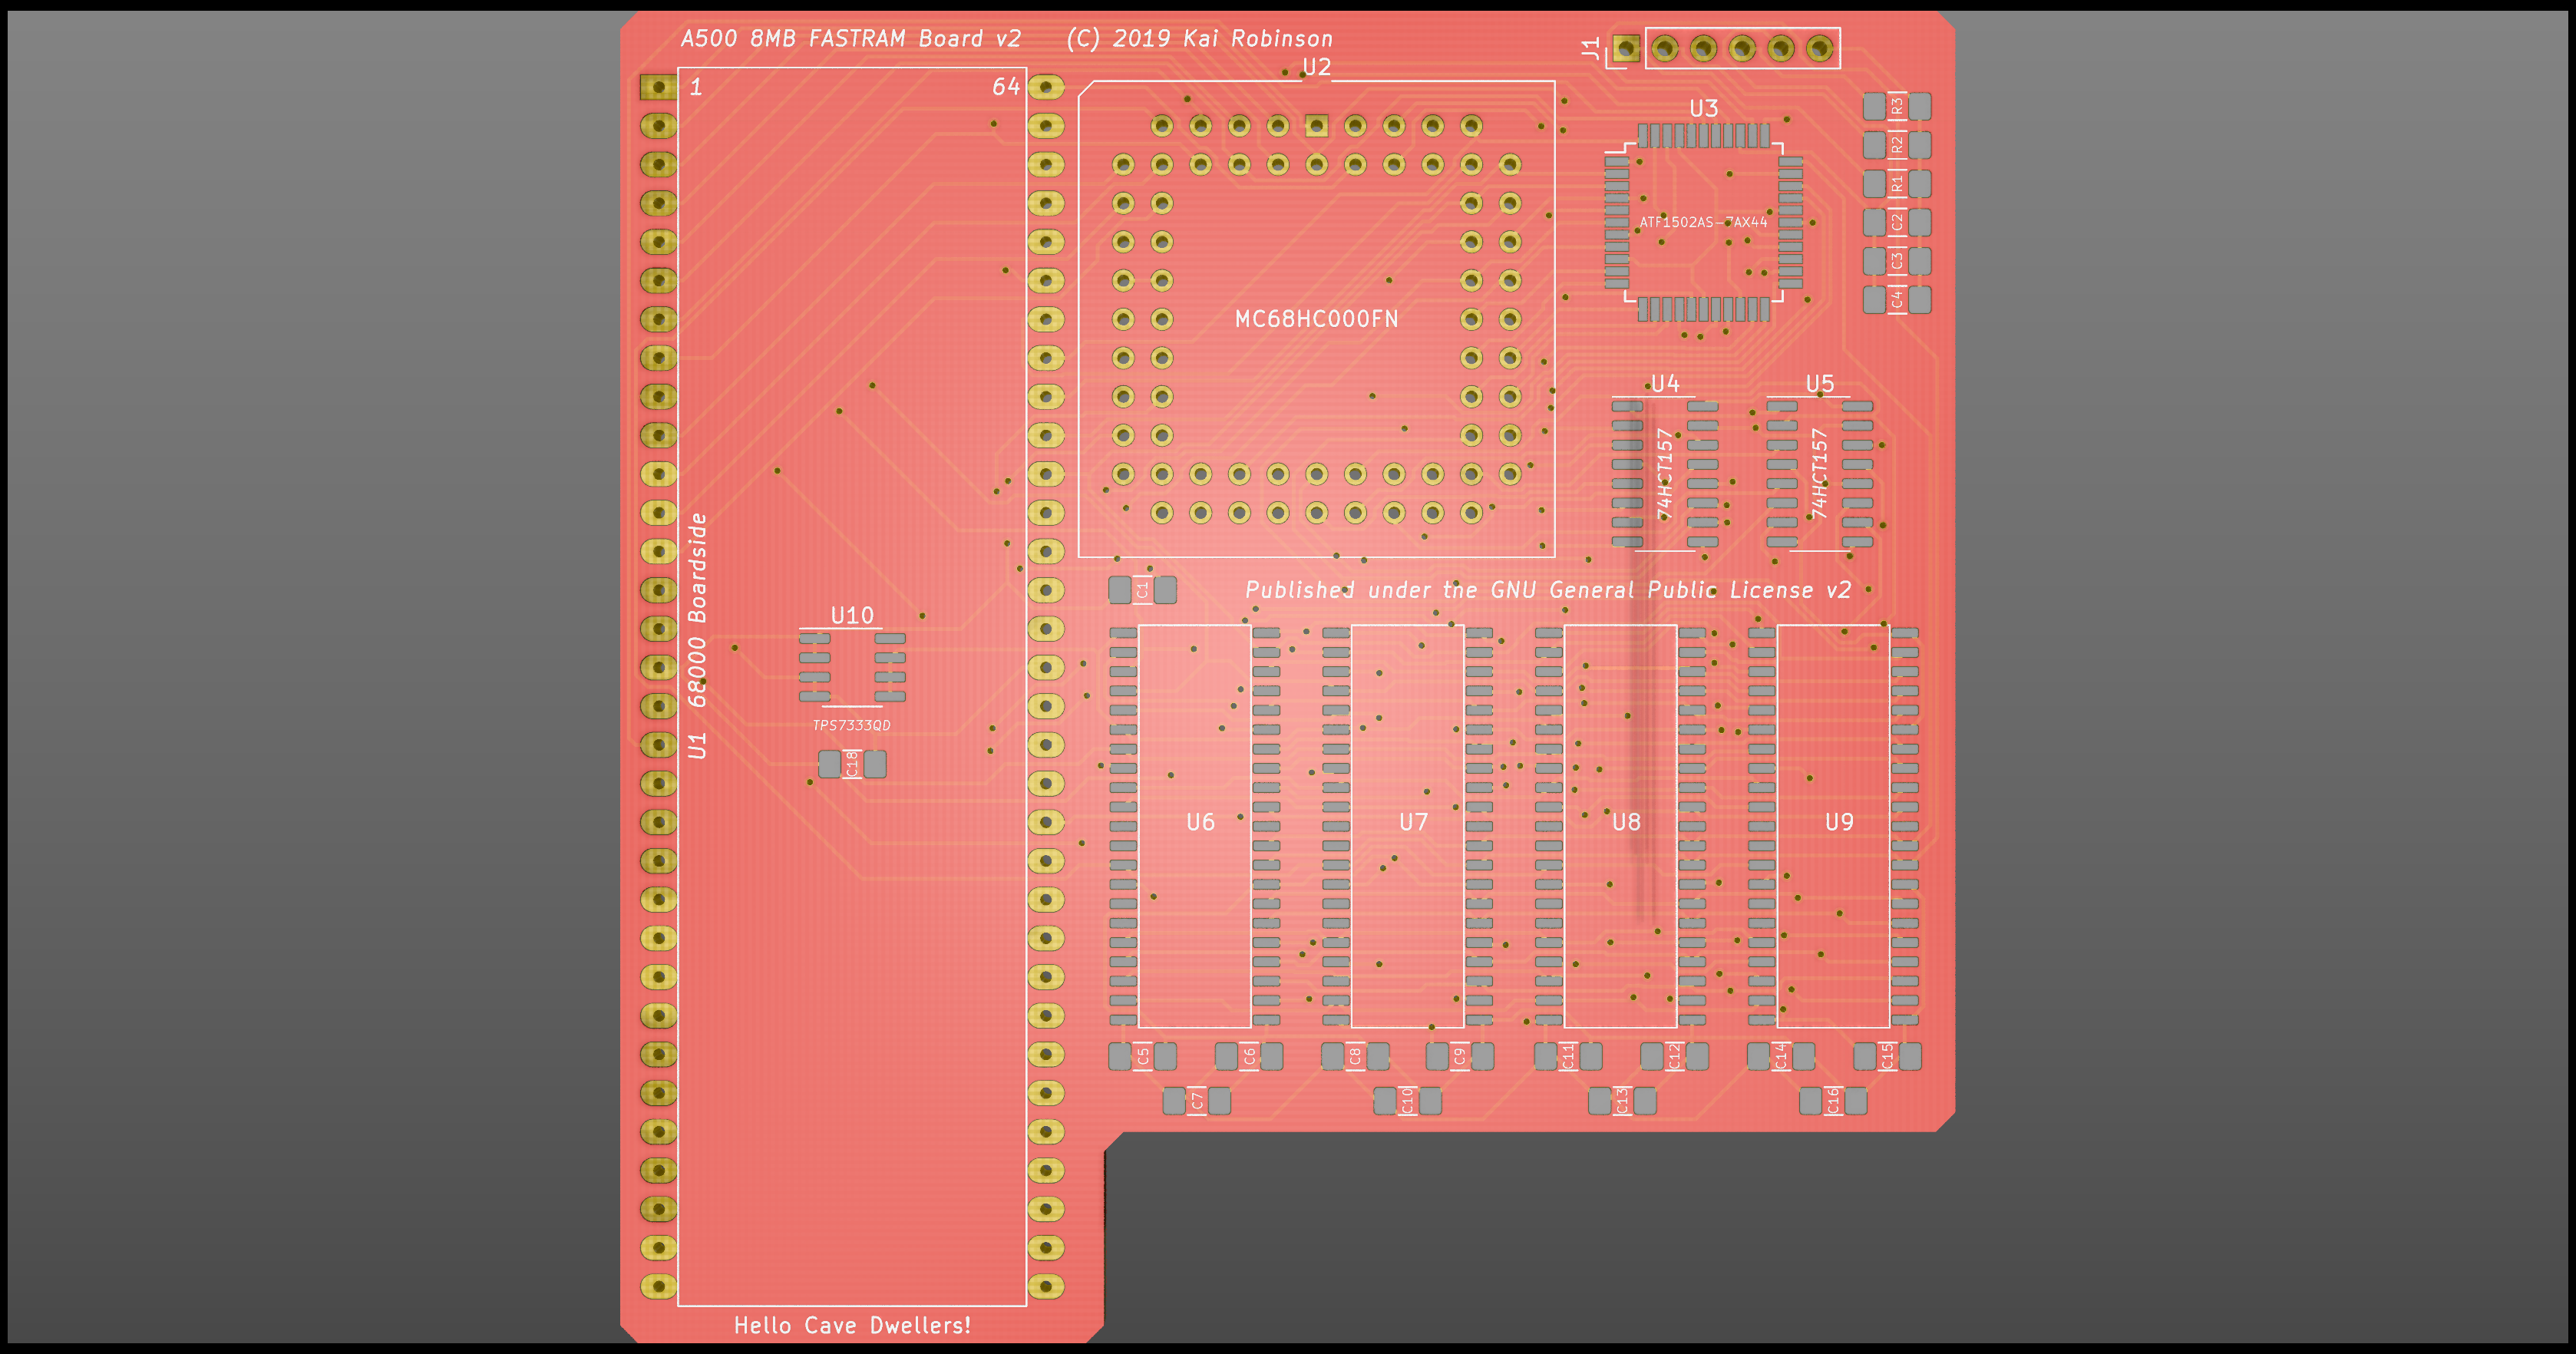 A500 8MB FASTRAM Board v2 (C) 2019 Kai Robinson
J1
U2
1
64
U3
R3
R2
R1
ATF1502AS-7AX44
C2
C3
C4
MC68HC000FN
U4
U5
74HCT157
74HCT157
C1
Published under the GNU General Public License v2
U1 68000 Boardside
U10
TPS7333QD
C18
U6
U7
U8
U9
C5
C6
C8
C9
C11
C12
C14
C15
C7
C10
C13
C16
Hello Cave Dwellers!